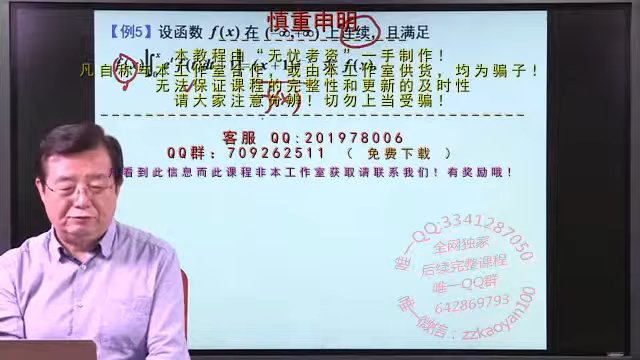 慎重申明
【例5】设函数 f(x) 在 (-∞,+∞) 上连续,且满足
本教程由“无忧者资”一手制作!
凡自称与本工作室合作,或由本工作室供货,均为骗子!
无法保证课程的完整性和更新的及时性
请大家注意分辨!切勿上当受骗!
客服 QQ:201978006
QQ群:709262511 ( 免费下载 )
看到此信息而此课程非本工作室获取请联系我们!有奖励哦!
唯一QQ:3341287050
全网独家
后续完整课程
唯一QQ群
642869793
唯一微信:zzkaoyan100